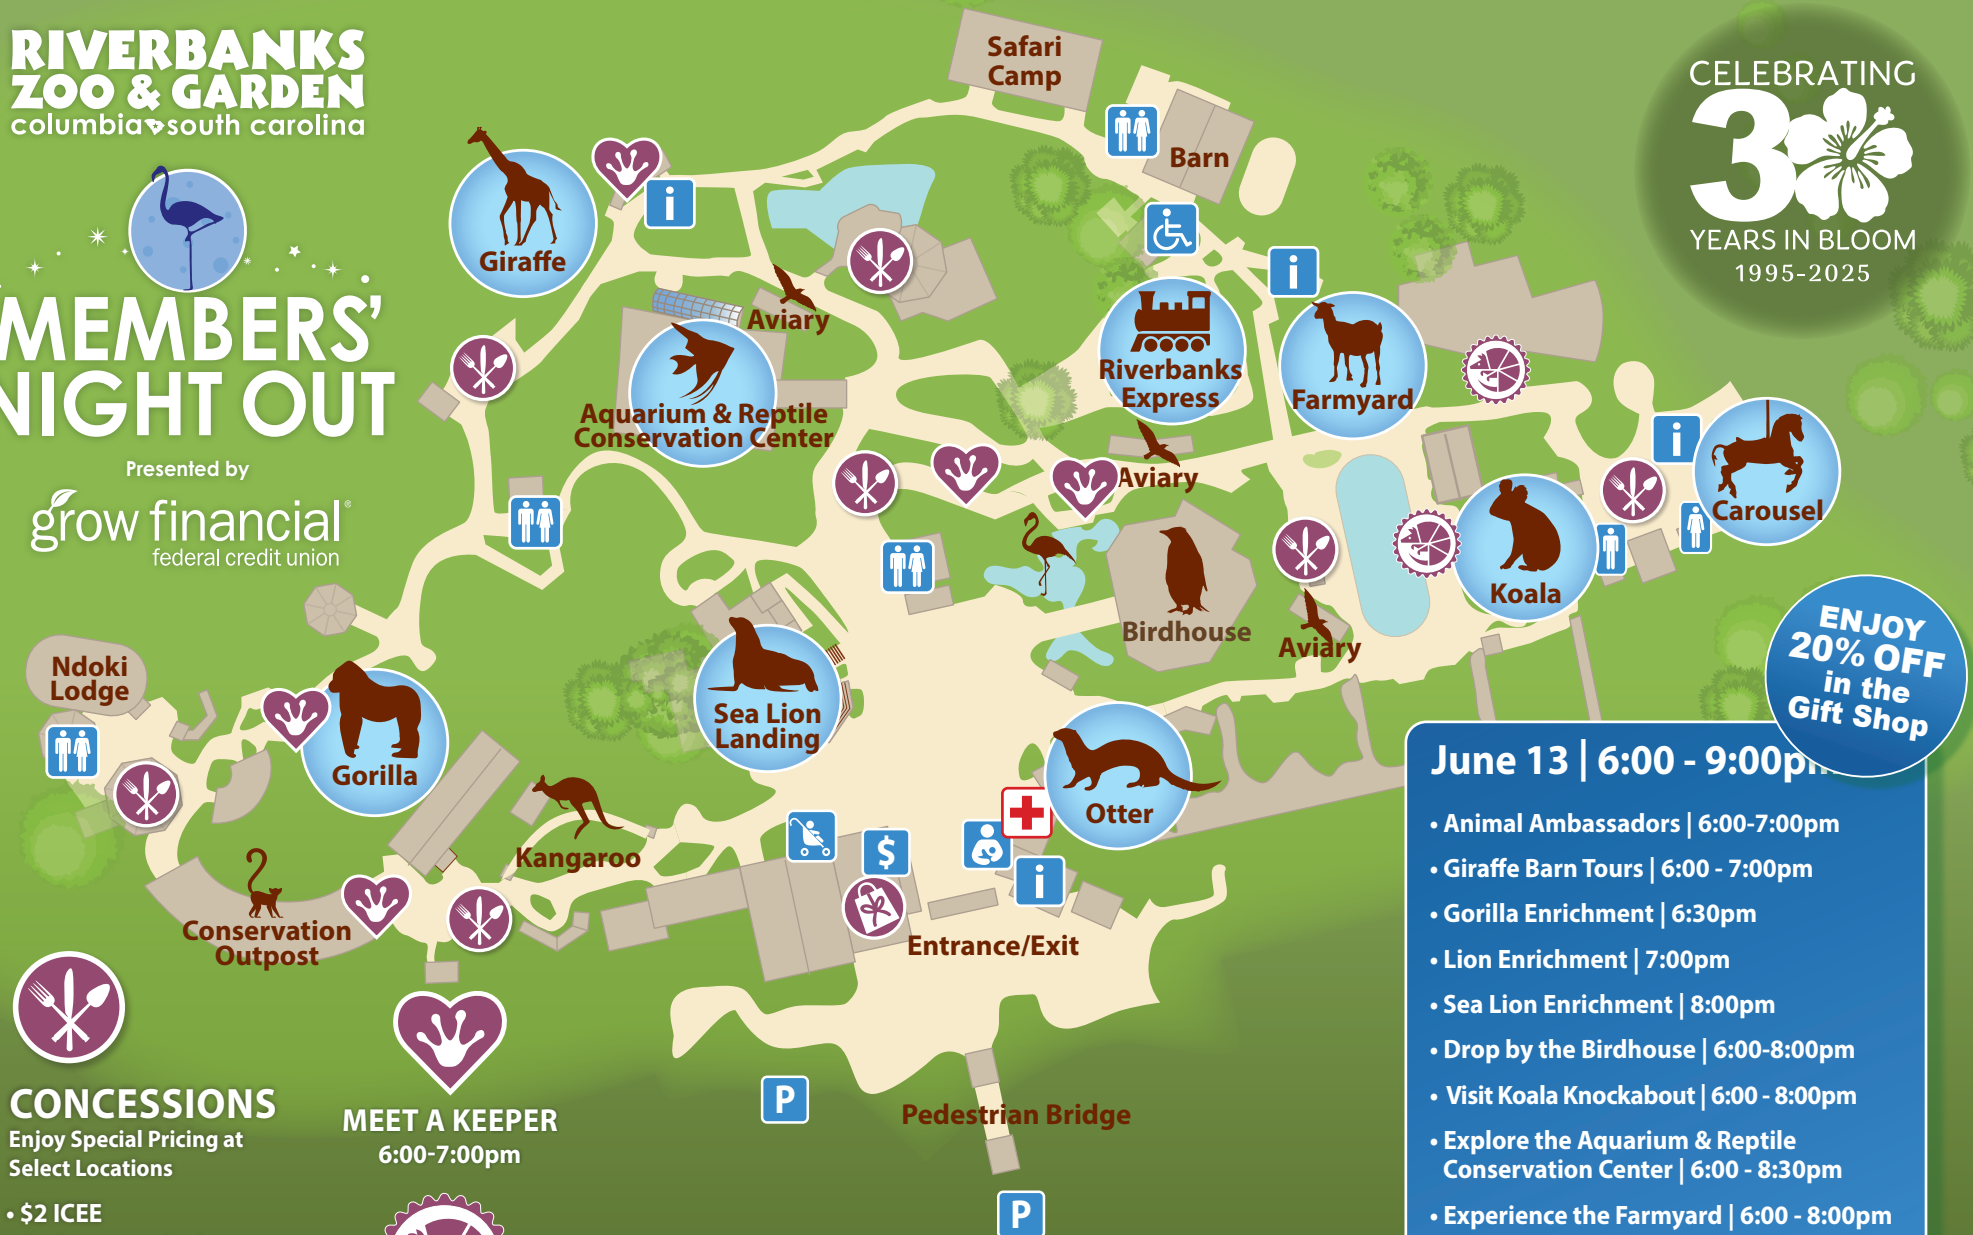 RIVERBANKS
ZOO & GARDEN
columbia south carolina
MEMBERS'
NIGHT OUT
Presented by
grow financial®
federal credit union
CELEBRATING
30
YEARS IN BLOOM
1995-2025
Safari
Camp
Barn
Giraffe
i
Aviary
Aquarium & Reptile
Conservation Center
Riverbanks
Express
i
Farmyard
Aviary
i
Carousel
Koala
Birdhouse
Aviary
Ndoki
Lodge
Gorilla
Sea Lion
Landing
Otter
Kangaroo
$
i
Conservation
Outpost
Entrance/Exit
P
Pedestrian Bridge
P
ENJOY
20% OFF
in the
Gift Shop
June 13 | 6:00 - 9:00pm
• Animal Ambassadors | 6:00-7:00pm
• Giraffe Barn Tours | 6:00 - 7:00pm
• Gorilla Enrichment | 6:30pm
• Lion Enrichment | 7:00pm
• Sea Lion Enrichment | 8:00pm
• Drop by the Birdhouse | 6:00-8:00pm
• Visit Koala Knockabout | 6:00 - 8:00pm
• Explore the Aquarium & Reptile
Conservation Center | 6:00 - 8:30pm
• Experience the Farmyard | 6:00 - 8:00pm
CONCESSIONS
Enjoy Special Pricing at
Select Locations
• $2 ICEE
MEET A KEEPER
6:00-7:00pm